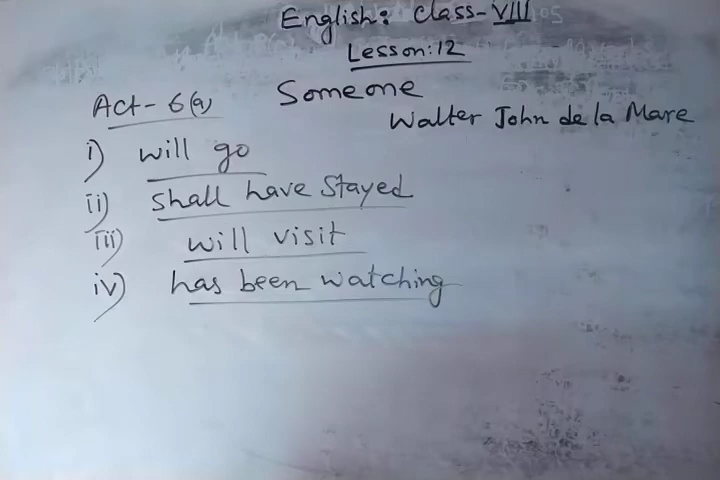 English: Class-VIII
Lesson:12
Someone
Walter John de la Mare
Act-6(a)
i) will go
ii) shall have stayed
iii) will visit
iv) has been watching